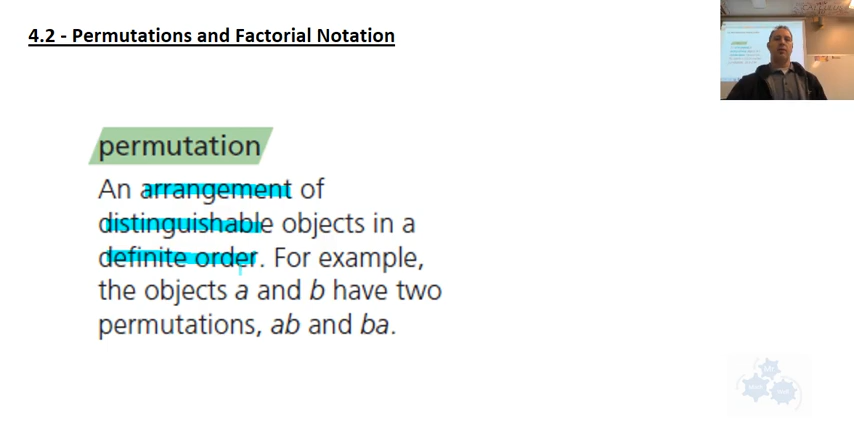 4.2 - Permutations and Factorial Notation
permutation
An arrangement of
distinguishable objects in a
definite order. For example,
the objects a and b have two
permutations, ab and ba.